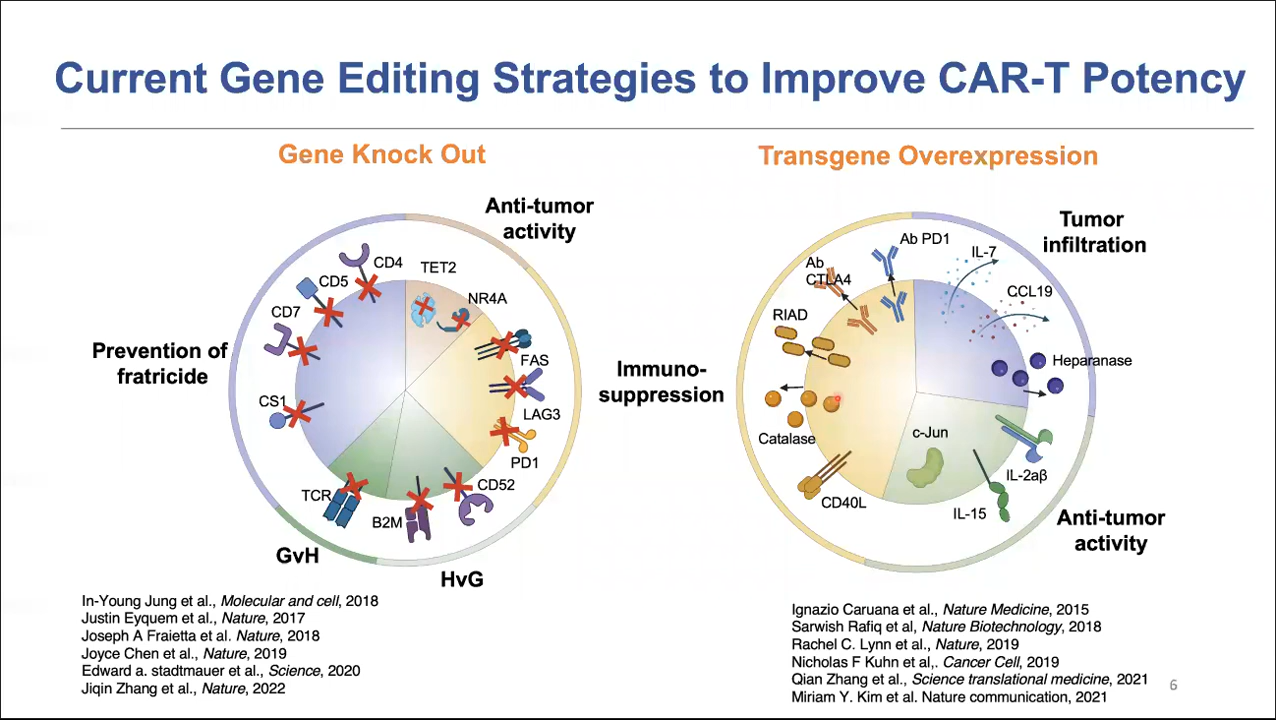 Current Gene Editing Strategies to Improve CAR-T Potency
Gene Knock Out
Transgene Overexpression
Anti-tumor
activity
CD4
TET2
CD5
NR4A
CD7
Prevention of
fratricide
FAS
CS1
LAG3
PD1
CD52
TCR
B2M
GvH
HvG
Immuno-
suppression
Ab PD1
Tumor
infiltration
IL-7
Ab
CTLA4
CCL19
RIAD
Heparanase
Catalase
c-Jun
IL-2aβ
CD40L
IL-15
Anti-tumor
activity
In-Young Jung et al., Molecular and cell, 2018
Justin Eyquem et al., Nature, 2017
Joseph A Fraietta et al. Nature, 2018
Joyce Chen et al., Nature, 2019
Edward a. stadtmauer et al., Science, 2020
Jiqin Zhang et al., Nature, 2022
Ignazio Caruana et al., Nature Medicine, 2015
Sarwish Rafiq et al, Nature Biotechnology, 2018
Rachel C. Lynn et al., Nature, 2019
Nicholas F Kuhn et al,. Cancer Cell, 2019
Qian Zhang et al., Science translational medicine, 2021
Miriam Y. Kim et al. Nature communication, 2021
6